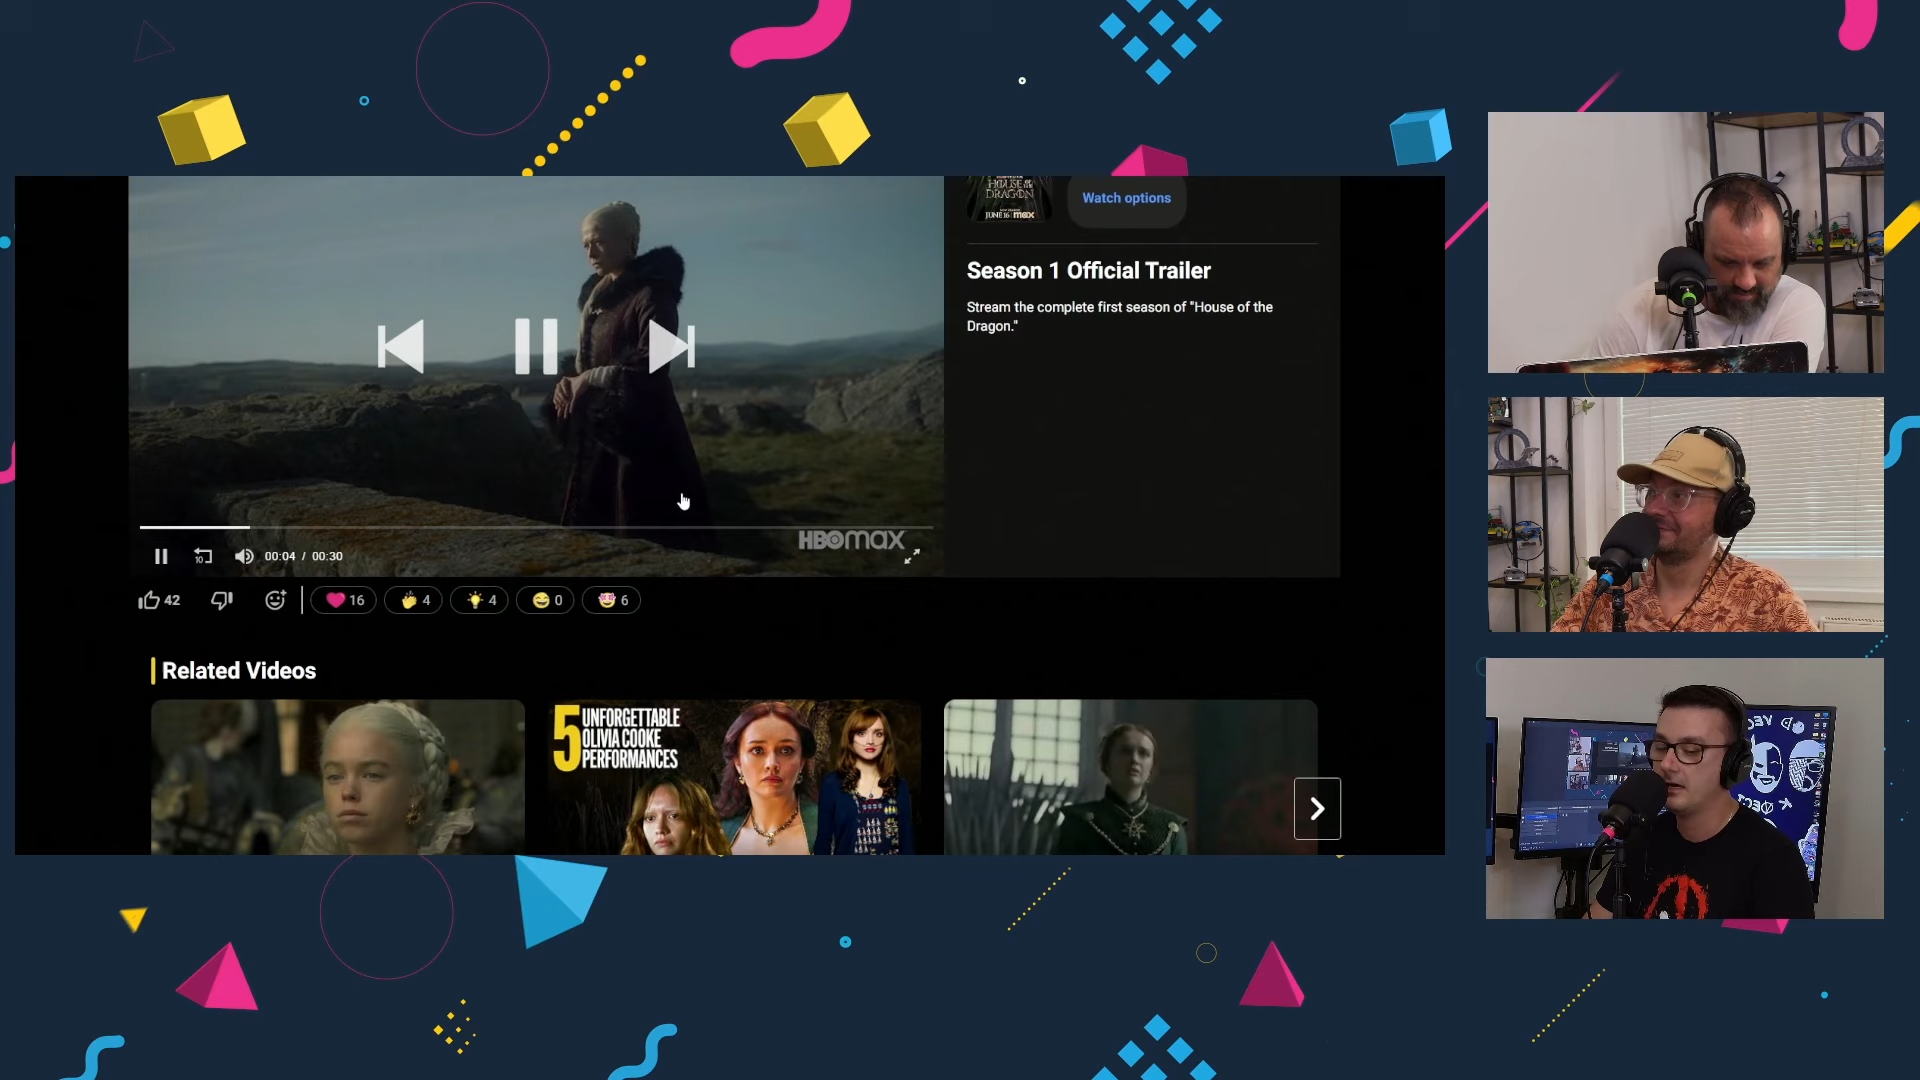 HOUSE OF THE
DRAGON
JUNE 16 | max
Watch options
Season 1 Official Trailer
Stream the complete first season of "House of the
Dragon."
HBOmax
10
00:04 / 00:30
42
16
4
4
0
6
Related Videos
5 UNFORGETTABLE
OLIVIA COOKE
PERFORMANCES